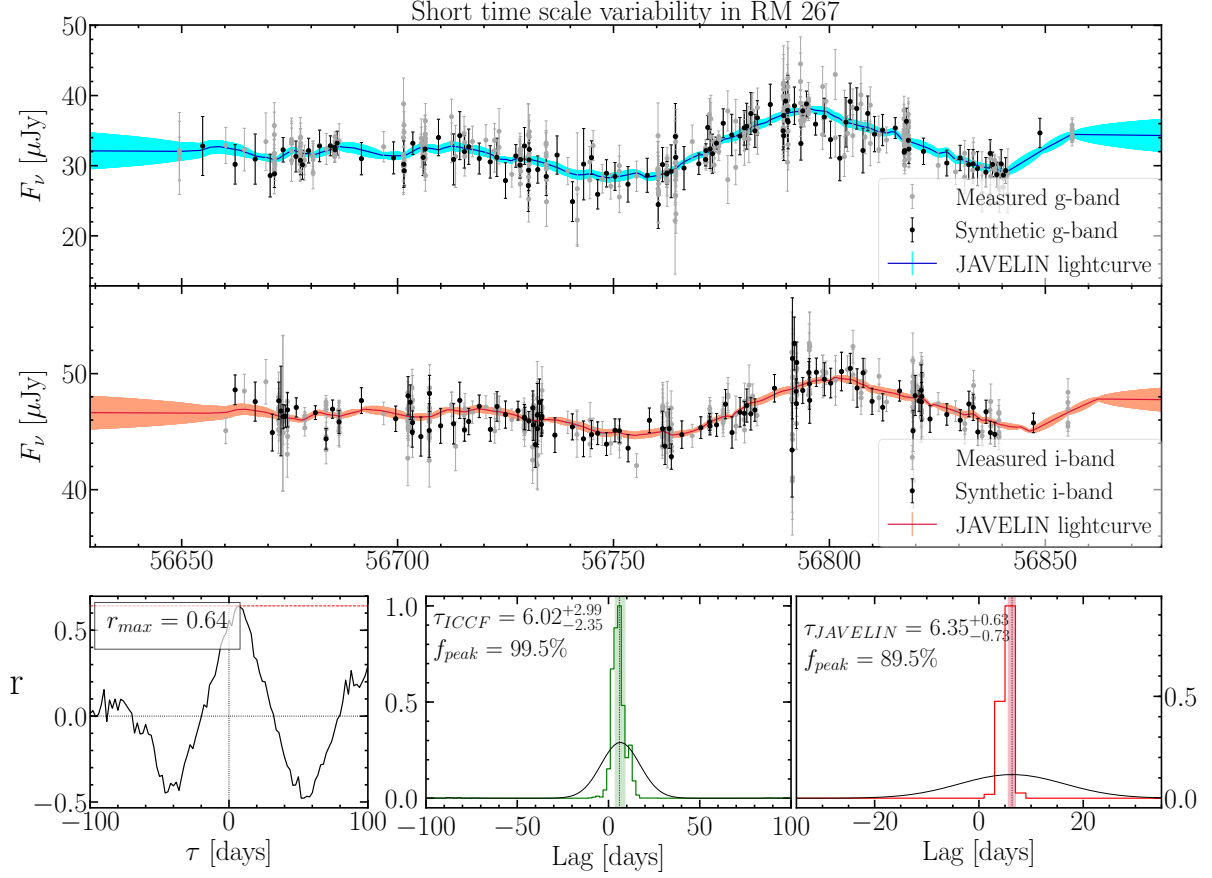 Short time scale variability in RM 267
50
40
30
20
F_ν [μJy]
Measured g-band
Synthetic g-band
JAVELIN lightcurve
50
40
F_ν [μJy]
Measured i-band
Synthetic i-band
JAVELIN lightcurve
56650 56700 56750 56800 56850
r_max = 0.64
0.5
0.0
−0.5
r
−100 0 100
τ [days]
τ_ICCF = 6.02^{+2.99}_{−2.35}
f_peak = 99.5%
1.0
0.5
0.0
−100 −50 0 50 100
Lag [days]
τ_JAVELIN = 6.35^{+0.63}_{−0.73}
f_peak = 89.5%
0.5
0.0
−20 0 20
Lag [days]